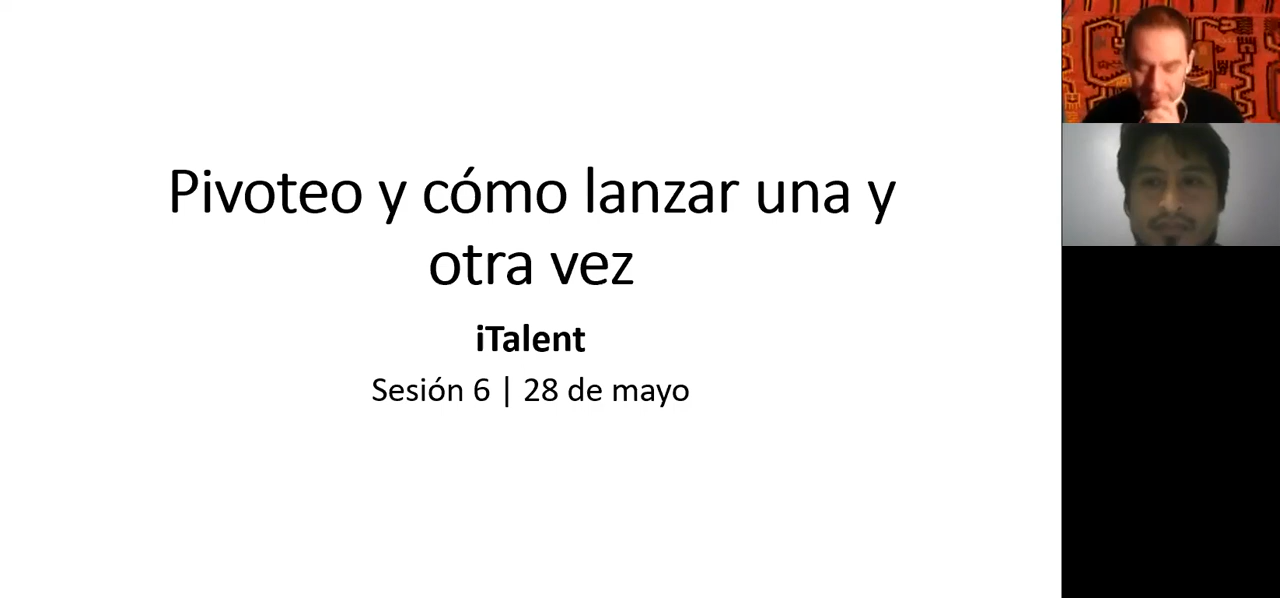 Pivoteo y cómo lanzar una y
otra vez
iTalent
Sesión 6 | 28 de mayo